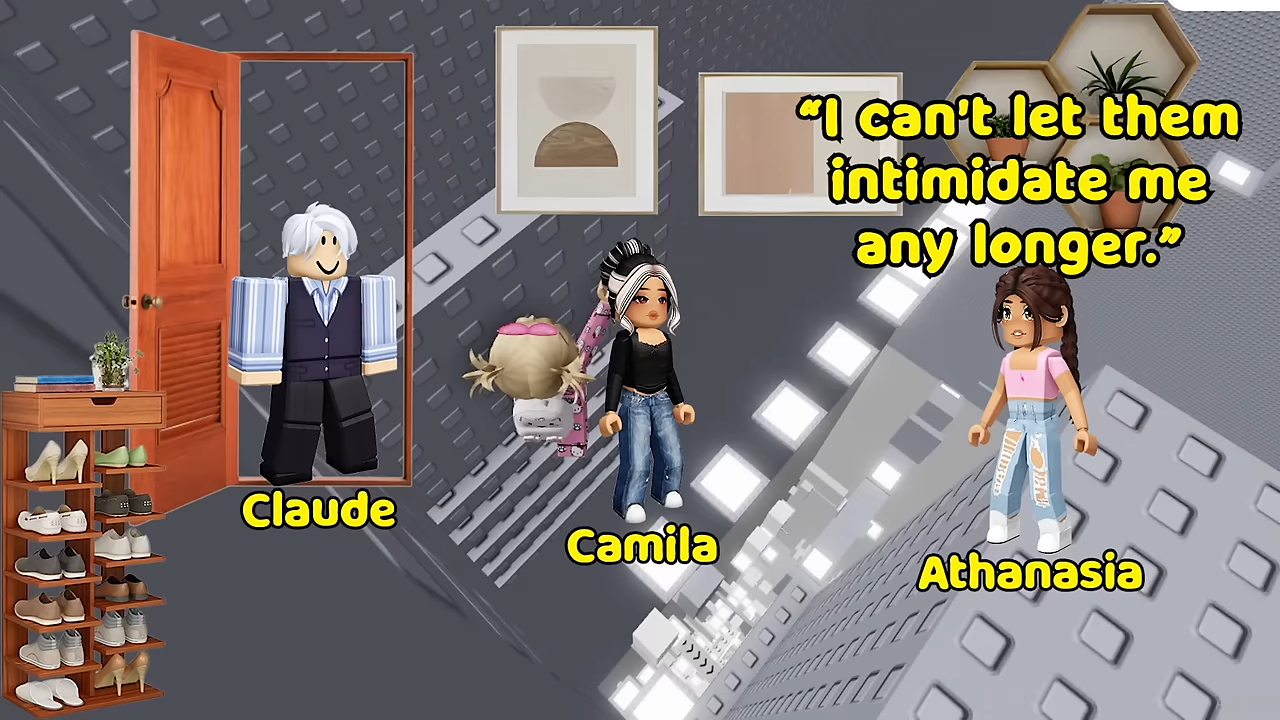 “I can't let them
intimidate me
any longer.”
Claude
Camila
Athanasia